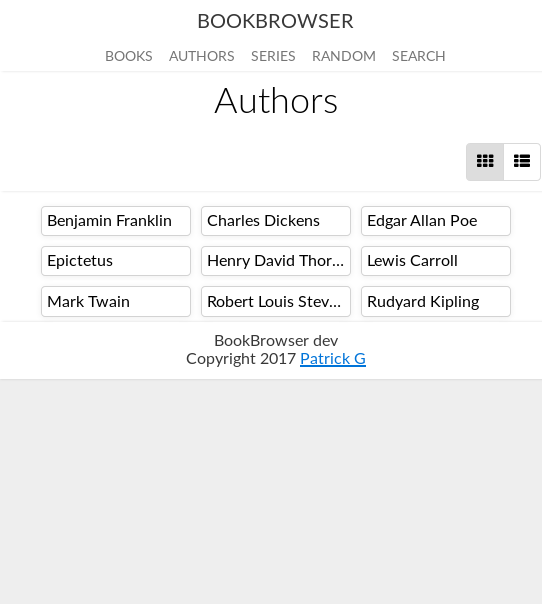 BOOKBROWSER
BOOKS AUTHORS SERIES RANDOM SEARCH
Authors
Benjamin Franklin Charles Dickens Edgar Allan Poe
Epictetus Henry David Thor... Lewis Carroll
Mark Twain Robert Louis Stev... Rudyard Kipling
BookBrowser dev
Copyright 2017 Patrick G